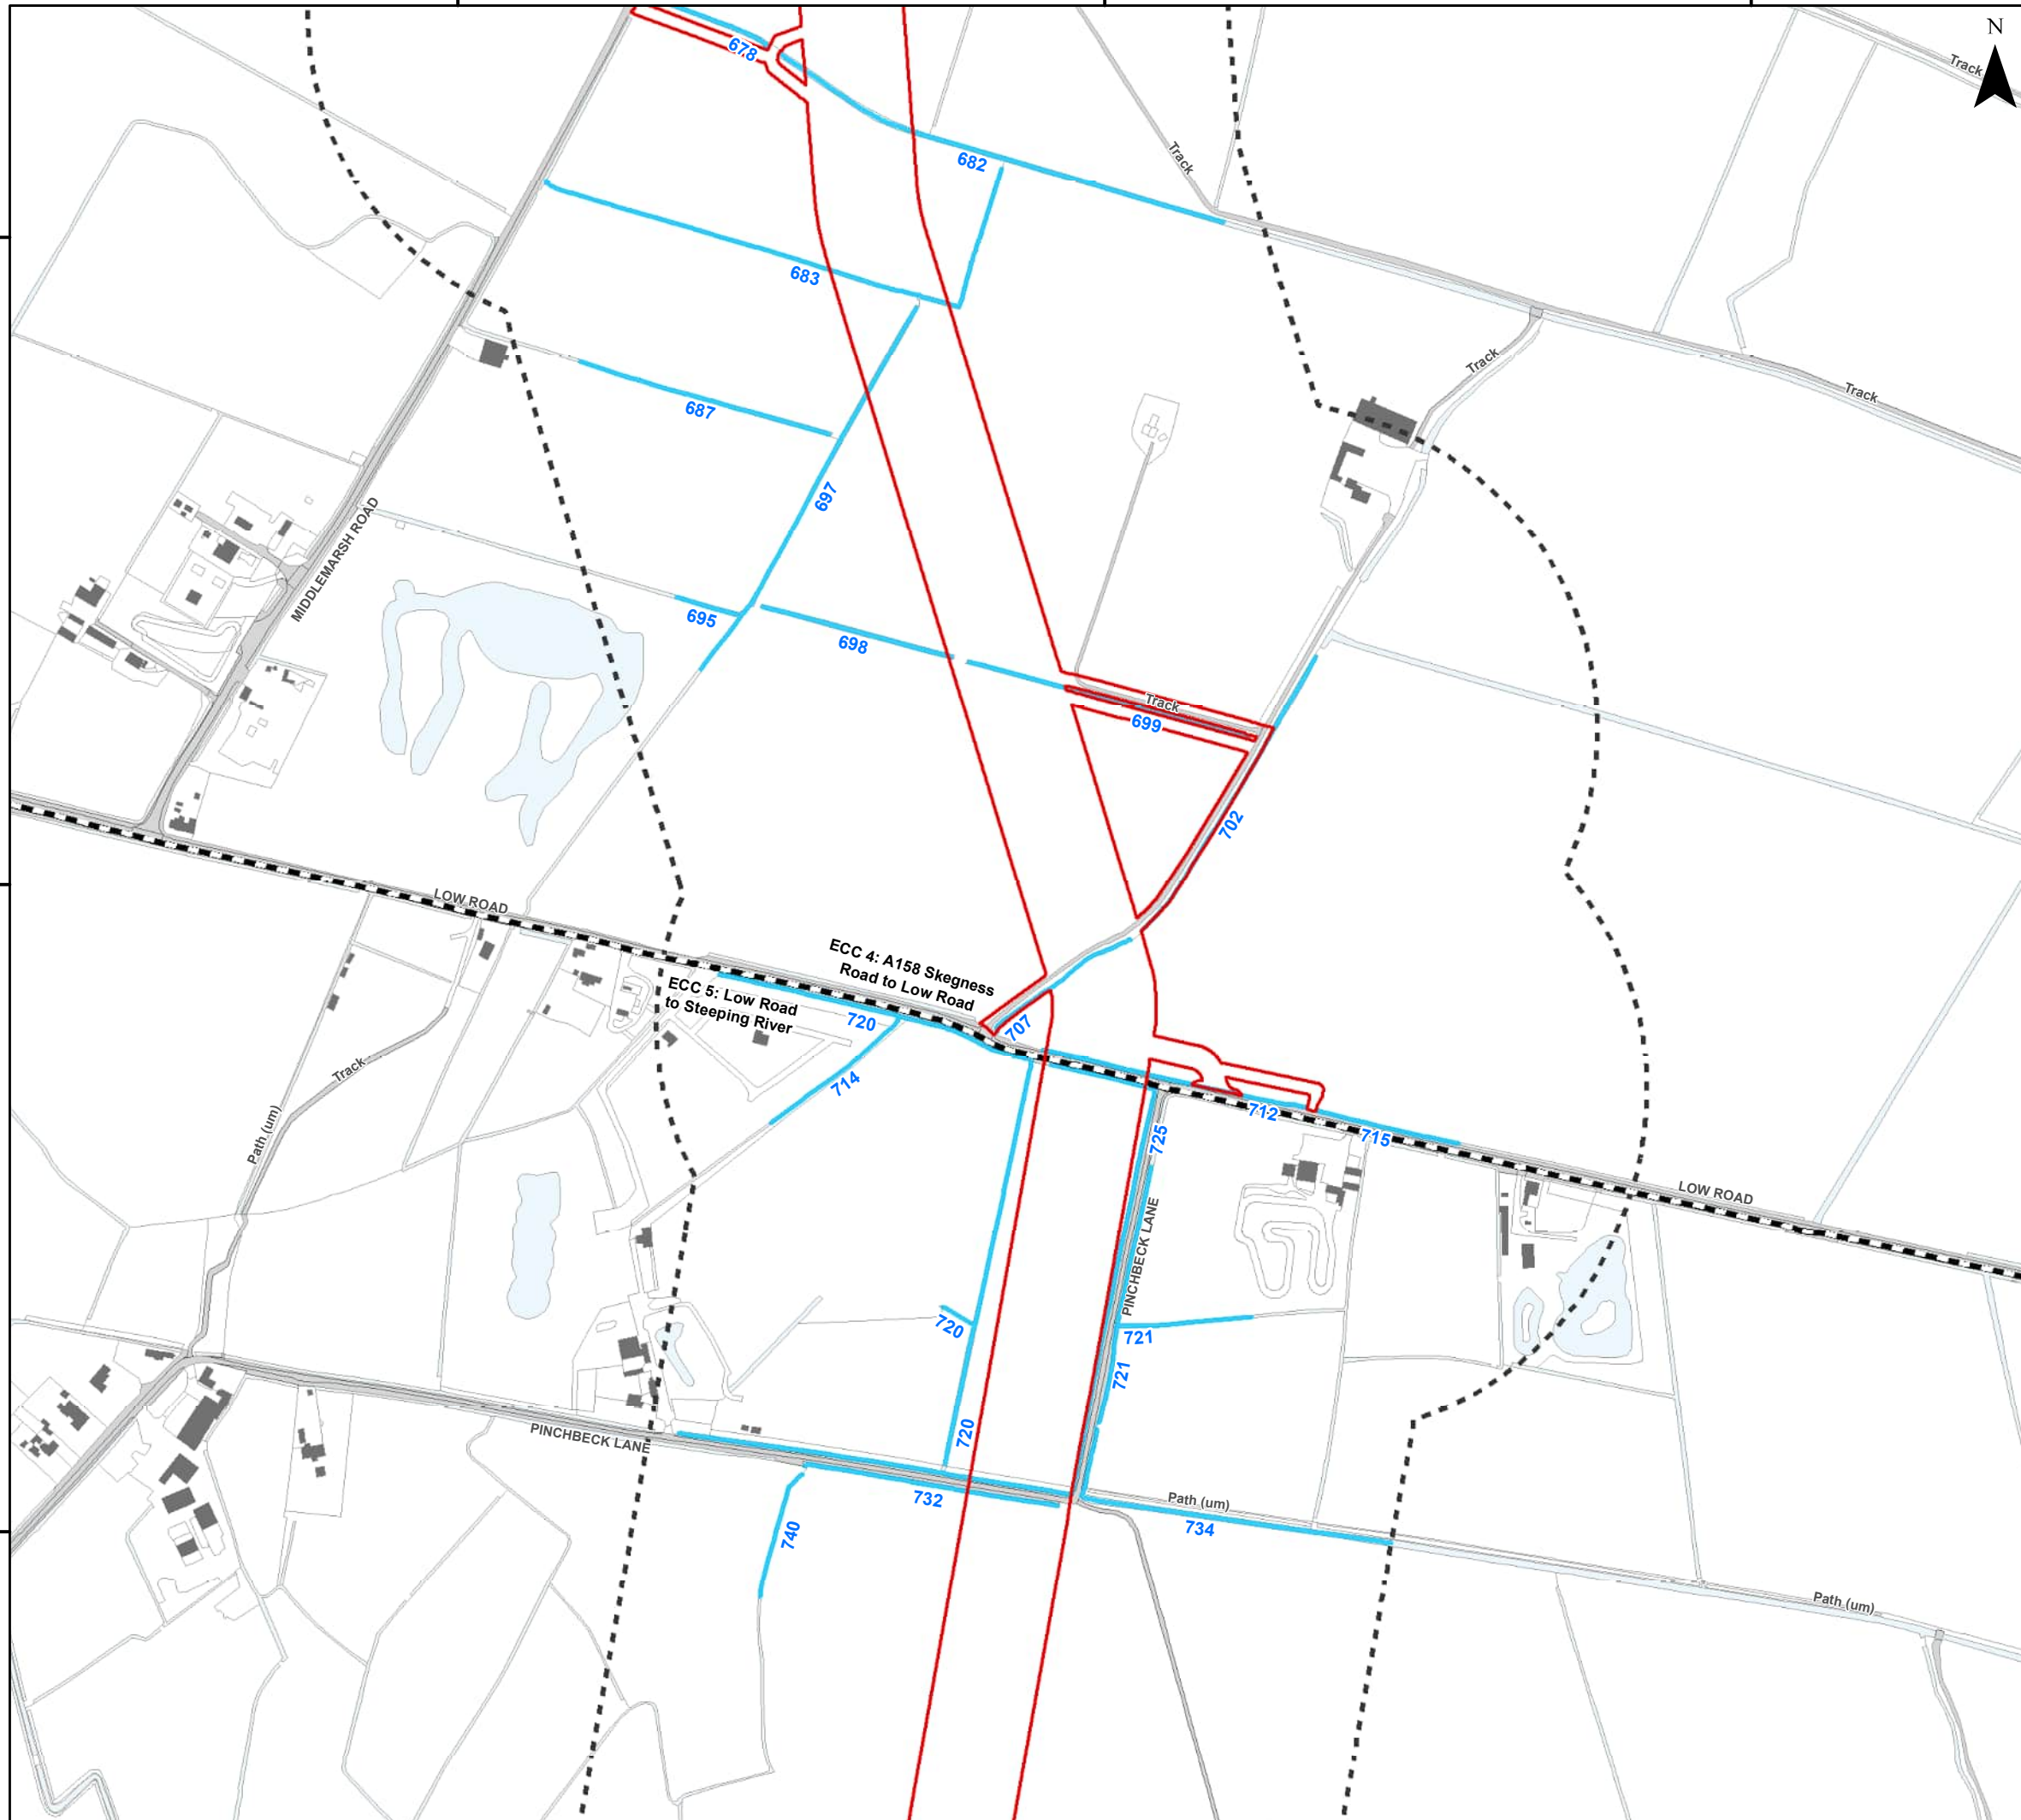 N
Track
678
682
Track
683
Track
Track
687
697
MIDDLEMARSH ROAD
695
698
Track
699
702
LOW ROAD
ECC 4: A158 Skegness
Road to Low Road
ECC 5: Low Road
to Steeping River
720
707
Track
714
712
715
725
Path (um)
LOW ROAD
PINCHBECK LANE
720
721
721
720
PINCHBECK LANE
732
Path (um)
734
740
Path (um)